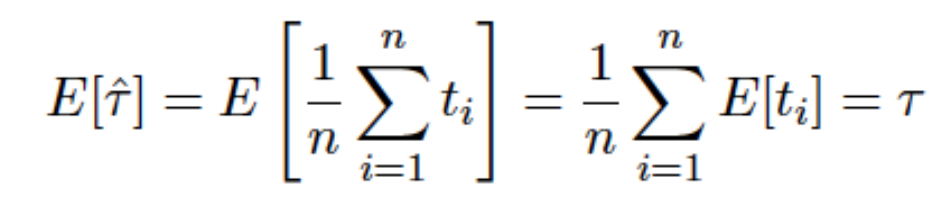 E[τ̂] = E [ 1/n ∑_{i=1}^{n} t_i ] = 1/n ∑_{i=1}^{n} E[t_i] = τ